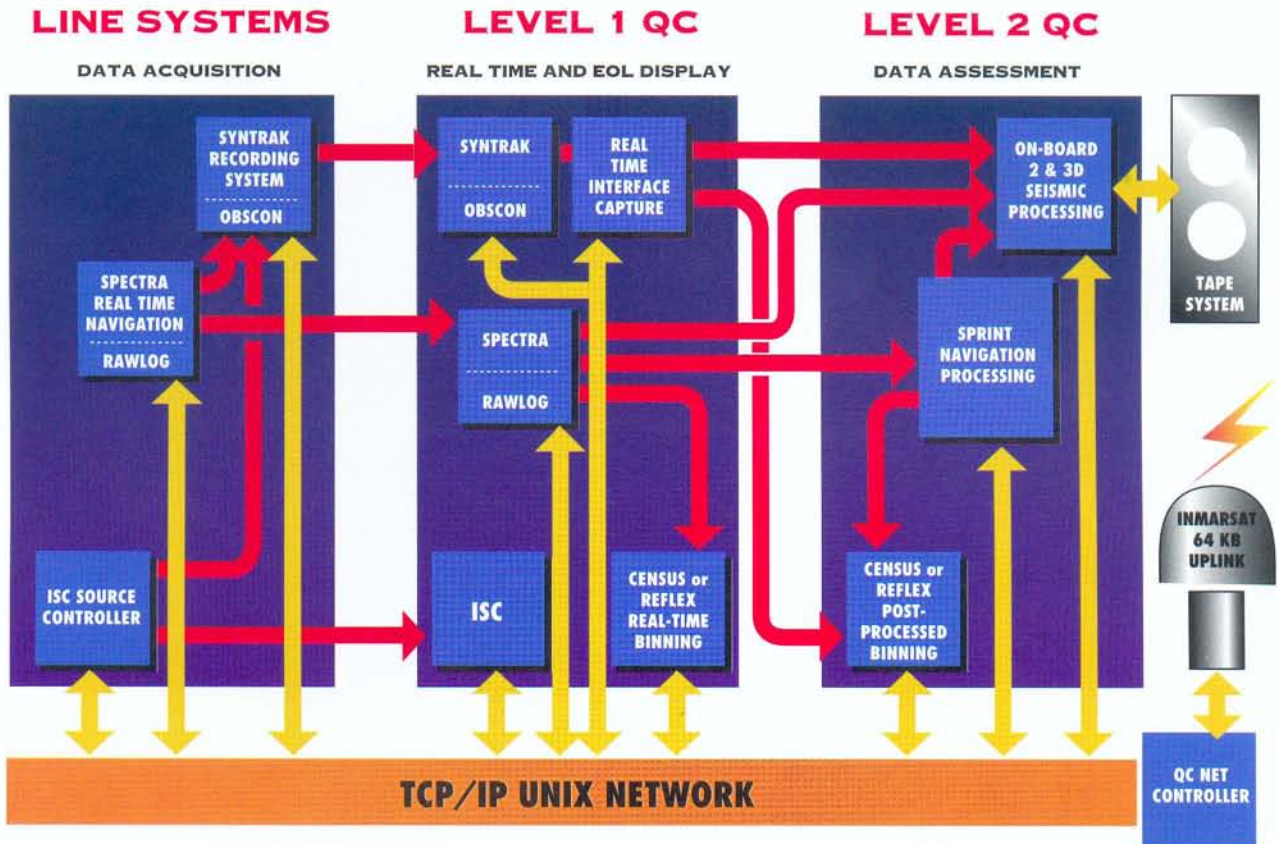 LINE SYSTEMS
DATA ACQUISITION
SYNTRAK
RECORDING
SYSTEM
OBSCON
SPECTRA
REAL TIME
NAVIGATION
RAWLOG
ISC SOURCE
CONTROLLER
LEVEL 1 QC
REAL TIME AND EOL DISPLAY
SYNTRAK
OBSCON
REAL
TIME
INTERFACE
CAPTURE
SPECTRA
RAWLOG
ISC
CENSUS or
REFLEX
REAL-TIME
BINNING
LEVEL 2 QC
DATA ASSESSMENT
ON-BOARD
2 & 3D
SEISMIC
PROCESSING
SPRINT
NAVIGATION
PROCESSING
CENSUS or
REFLEX
POST-
PROCESSED
BINNING
TAPE
SYSTEM
INMARSAT
64 KB
UPLINK
QC NET
CONTROLLER
TCP/IP UNIX NETWORK